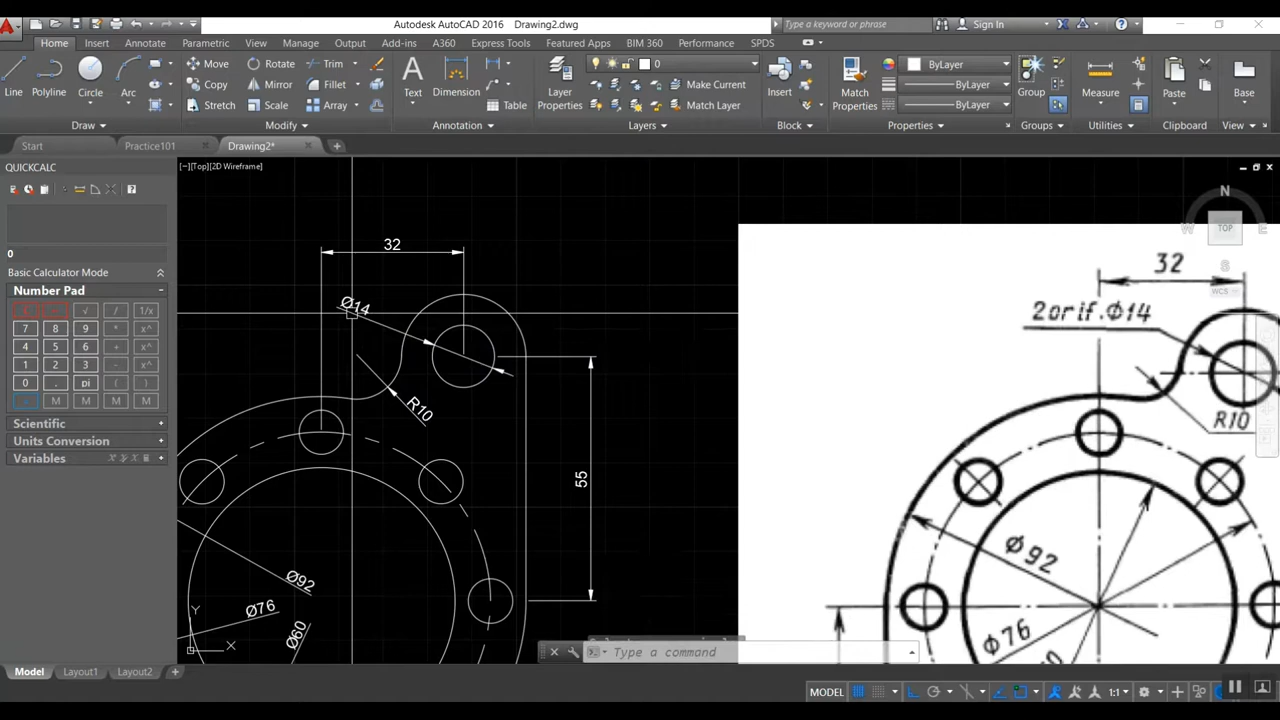 Autodesk AutoCAD 2016 Drawing2.dwg
Type a keyword or phrase
Sign In
Home Insert Annotate Parametric View Manage Output Add-ins A360 Express Tools Featured Apps BIM 360 Performance SPDS
Line Polyline Circle Arc
Move Rotate Trim
Copy Mirror Fillet
Stretch Scale Array
Text Dimension Table
Layer Properties
0
Make Current
Match Layer
Insert
Match Properties
ByLayer
ByLayer
ByLayer
Group
Measure
Paste
Base
Draw Modify Annotation Layers Block Properties Groups Utilities Clipboard View
Start Practice101 Drawing2*
QUICKCALC
[−][Top][2D Wireframe]
0
Basic Calculator Mode
Number Pad
C √ / 1/x
7 8 9 * x^
4 5 6 + x^
1 2 3 - x^
0 . pi ( )
= M M M M
Scientific
Units Conversion
Variables
32
Ø14
R10
55
Ø92
Ø76
Ø60
Y
X
N
W TOP E
S
WCS
32
2orif.Φ14
R10
Φ92
Φ76
Type a command
Model Layout1 Layout2
MODEL
1:1